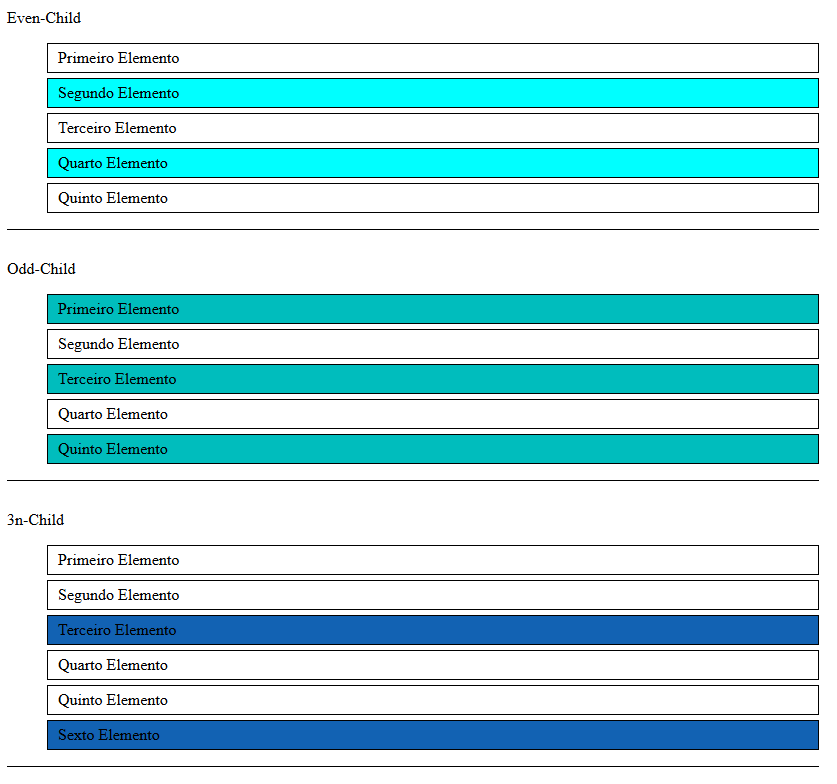 Even-Child
Primeiro Elemento
Segundo Elemento
Terceiro Elemento
Quarto Elemento
Quinto Elemento
Odd-Child
Primeiro Elemento
Segundo Elemento
Terceiro Elemento
Quarto Elemento
Quinto Elemento
3n-Child
Primeiro Elemento
Segundo Elemento
Terceiro Elemento
Quarto Elemento
Quinto Elemento
Sexto Elemento